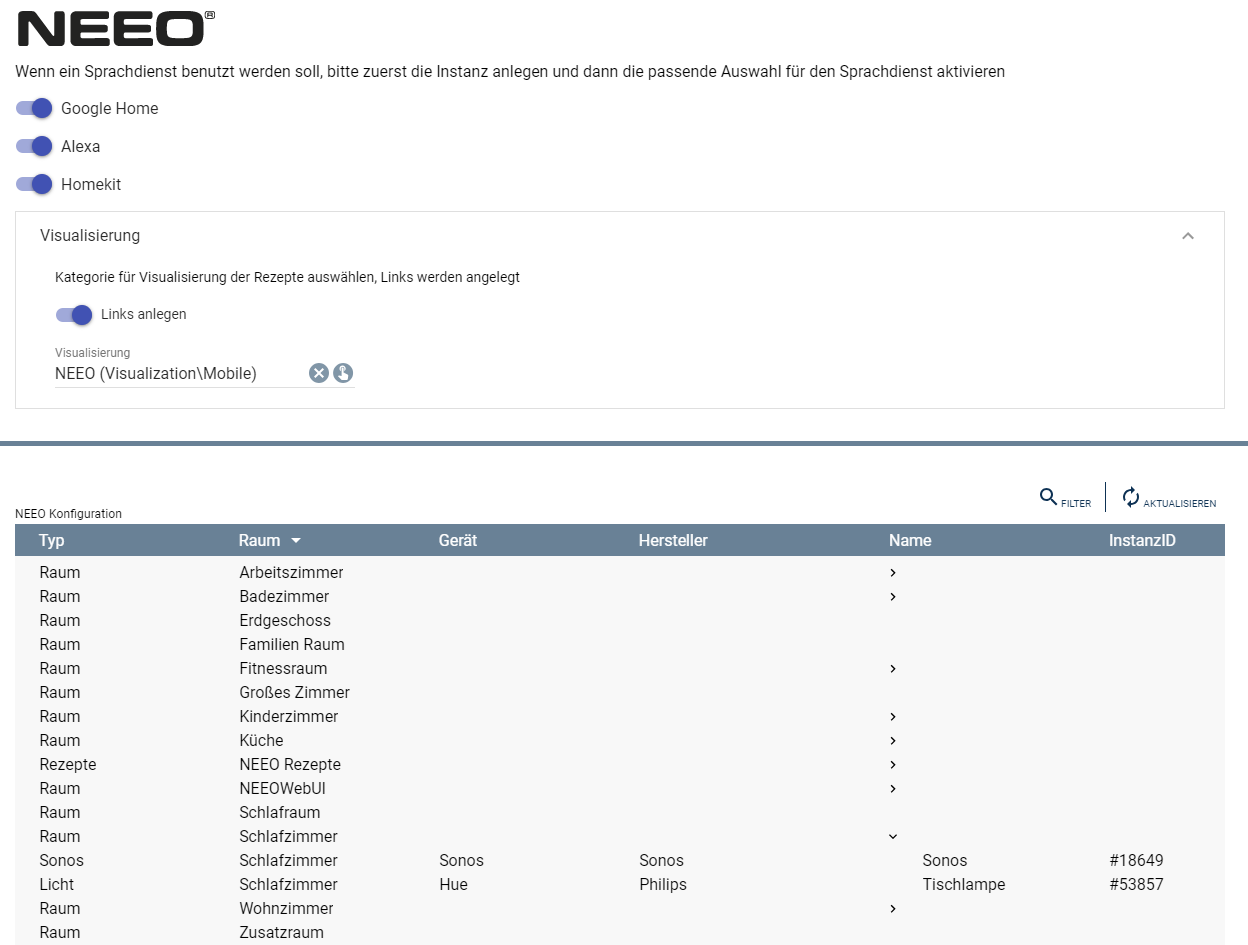 NEEO®
Wenn ein Sprachdienst benutzt werden soll, bitte zuerst die Instanz anlegen und dann die passende Auswahl für den Sprachdienst aktivieren
Google Home
Alexa
Homekit
Visualisierung
Kategorie für Visualisierung der Rezepte auswählen, Links werden angelegt
Links anlegen
Visualisierung
NEEO (Visualization\Mobile)
FILTER AKTUALISIEREN
NEEO Konfiguration
Typ Raum Gerät Hersteller Name InstanzID
Raum Arbeitszimmer
Raum Badezimmer
Raum Erdgeschoss
Raum Familien Raum
Raum Fitnessraum
Raum Großes Zimmer
Raum Kinderzimmer
Raum Küche
Rezepte NEEO Rezepte
Raum NEEOWebUI
Raum Schlafraum
Raum Schlafzimmer
Sonos Schlafzimmer Sonos Sonos Sonos #18649
Licht Schlafzimmer Hue Philips Tischlampe #53857
Raum Wohnzimmer
Raum Zusatzraum